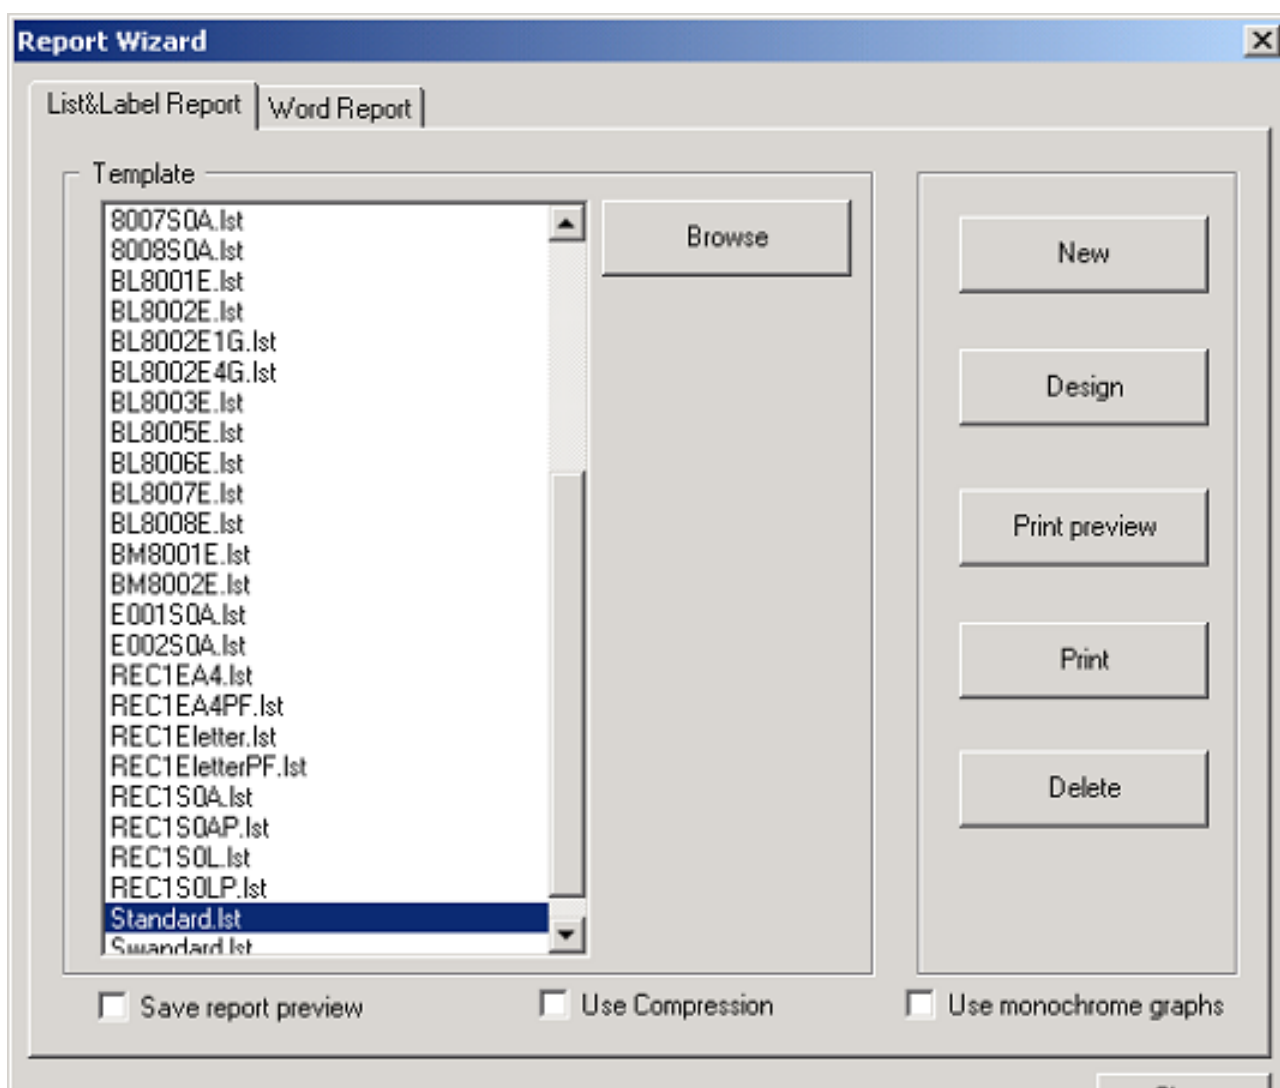 Report Wizard
List&Label Report
Word Report
Template
8007S0A.lst
8008S0A.lst
BL8001E.lst
BL8002E.lst
BL8002E1G.lst
BL8002E4G.lst
BL8003E.lst
BL8005E.lst
BL8006E.lst
BL8007E.lst
BL8008E.lst
BM8001E.lst
BM8002E.lst
E001S0A.lst
E002S0A.lst
REC1EA4.lst
REC1EA4PF.lst
REC1Eletter.lst
REC1EletterPF.lst
REC1S0A.lst
REC1S0AP.lst
REC1S0L.lst
REC1S0LP.lst
Standard.lst
Swandard.lst
Browse
New
Design
Print preview
Print
Delete
Save report preview
Use Compression
Use monochrome graphs